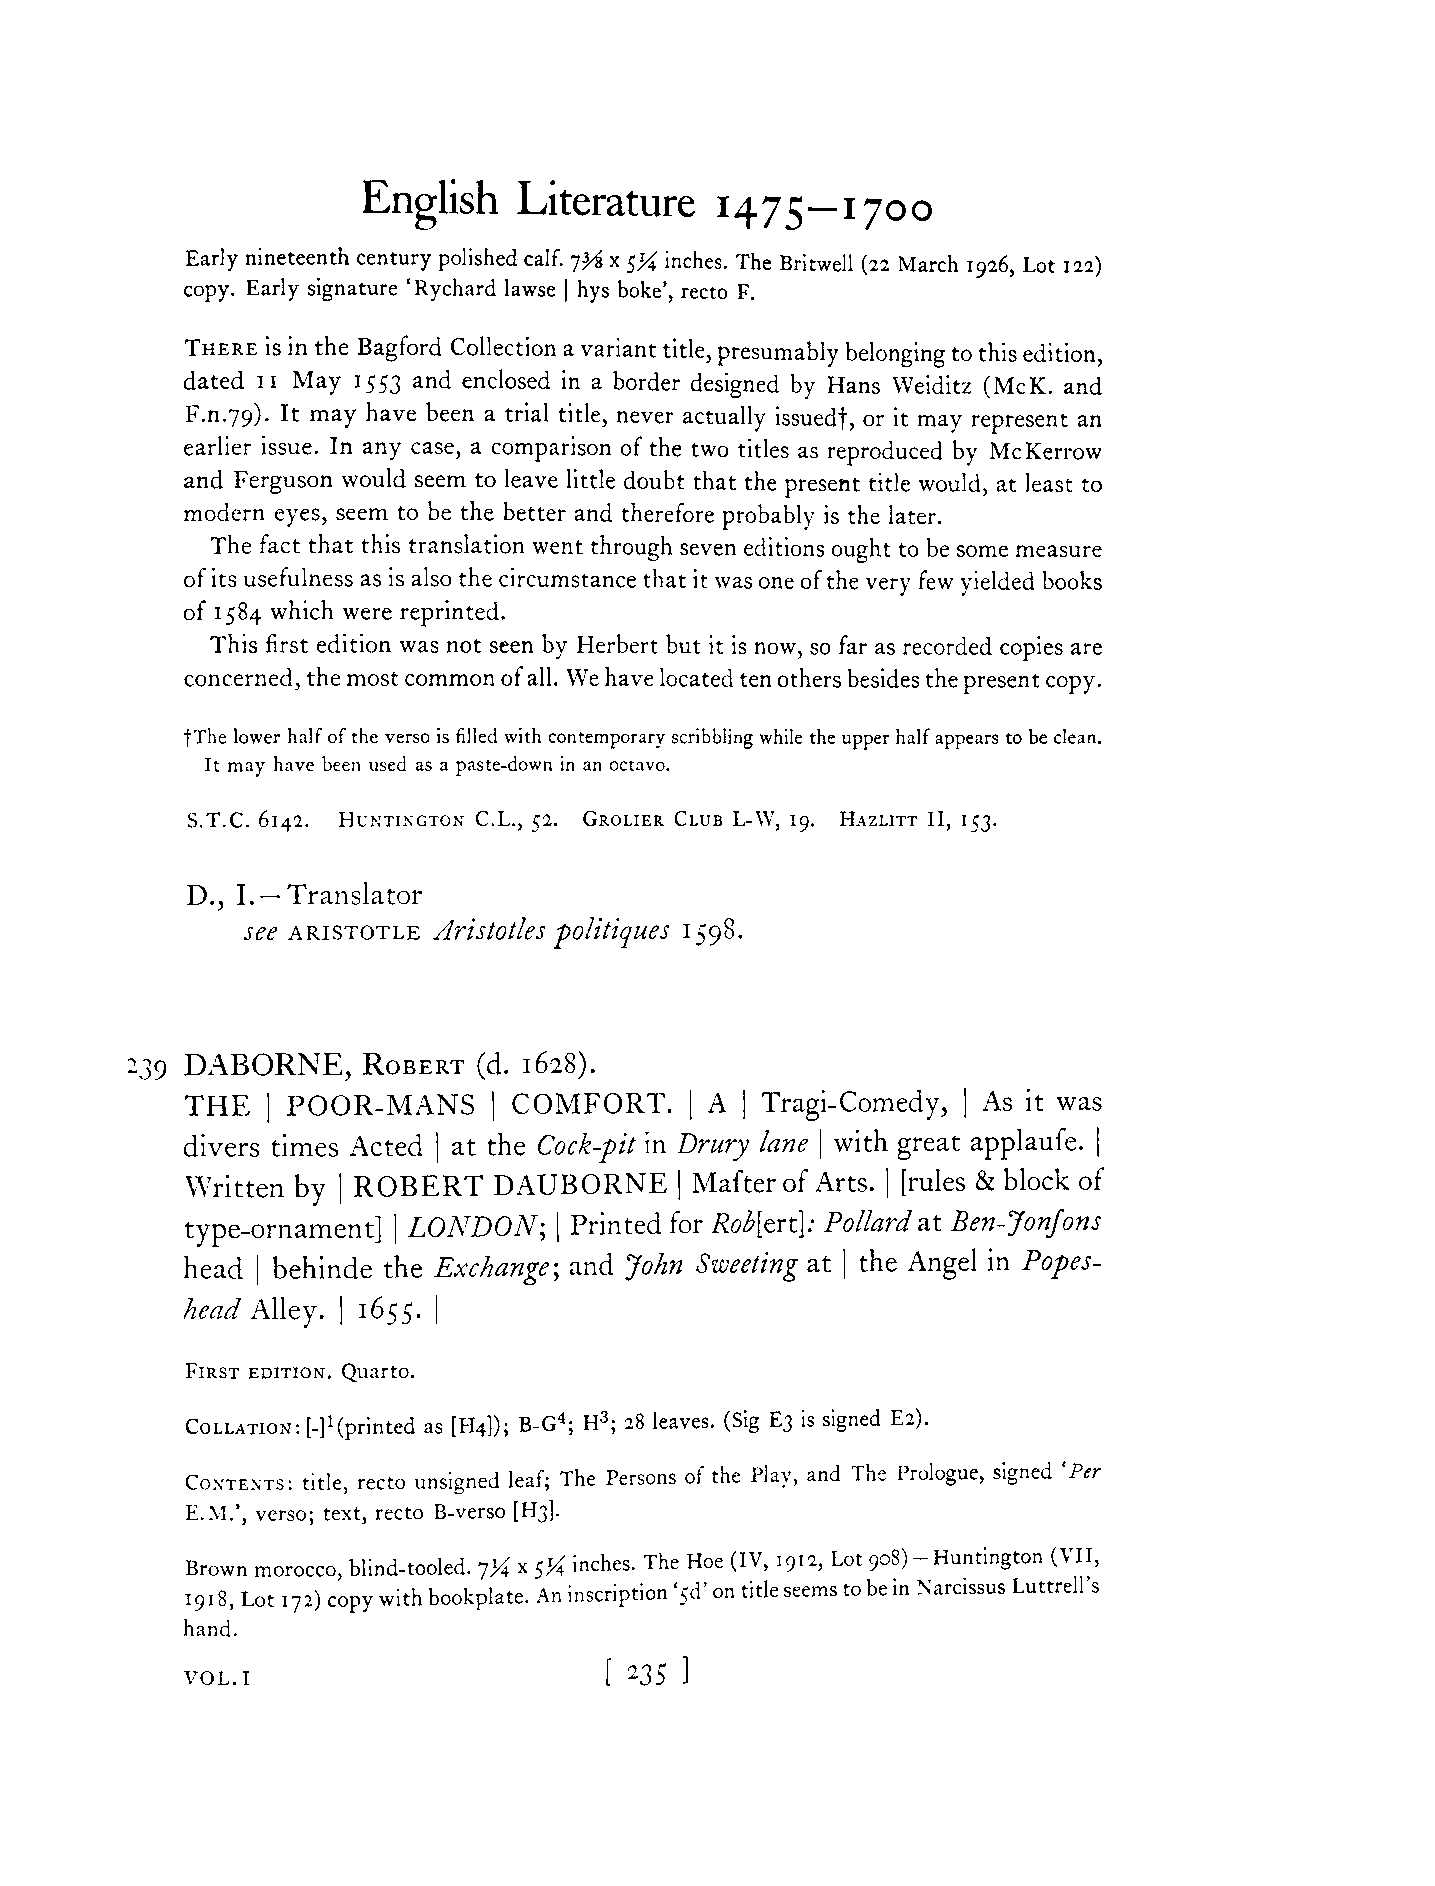 English Literature 1475–1700
Early nineteenth century polished calf. 7⅜ x 5¼ inches. The Britwell (22 March 1926, Lot 122)
copy. Early signature ‘Rychard lawse | hys boke’, recto F.
THERE is in the Bagford Collection a variant title, presumably belonging to this edition,
dated 11 May 1553 and enclosed in a border designed by Hans Weiditz (McK. and
F.n.79). It may have been a trial title, never actually issued†, or it may represent an
earlier issue. In any case, a comparison of the two titles as reproduced by McKerrow
and Ferguson would seem to leave little doubt that the present title would, at least to
modern eyes, seem to be the better and therefore probably is the later.
The fact that this translation went through seven editions ought to be some measure
of its usefulness as is also the circumstance that it was one of the very few yielded books
of 1584 which were reprinted.
This first edition was not seen by Herbert but it is now, so far as recorded copies are
concerned, the most common of all. We have located ten others besides the present copy.
†The lower half of the verso is filled with contemporary scribbling while the upper half appears to be clean.
It may have been used as a paste-down in an octavo.
S.T.C. 6142. HUNTINGTON C.L., 52. GROLIER CLUB L-W, 19. HAZLITT II, 153.
D., I.—Translator
see ARISTOTLE Aristotles politiques 1598.
239 DABORNE, ROBERT (d. 1628).
THE | POOR-MANS | COMFORT. | A | Tragi-Comedy, | As it was
divers times Acted | at the Cock-pit in Drury lane | with great applauſe. |
Written by | ROBERT DAUBORNE | Maſter of Arts. | [rules & block of
type-ornament] | LONDON; | Printed for Rob[ert]: Pollard at Ben-Jonſons
head | behinde the Exchange; and John Sweeting at | the Angel in Popes-
head Alley. | 1655. |
FIRST EDITION. Quarto.
COLLATION: [-]¹(printed as [H4]); B-G⁴; H³; 28 leaves. (Sig E3 is signed E2).
CONTENTS: title, recto unsigned leaf; The Persons of the Play, and The Prologue, signed ‘Per
E.M.’, verso; text, recto B-verso [H3].
Brown morocco, blind-tooled. 7¼ x 5¼ inches. The Hoe (IV, 1912, Lot 908)—Huntington (VII,
1918, Lot 172) copy with bookplate. An inscription ‘5d’ on title seems to be in Narcissus Luttrell’s
hand.
VOL. I [ 235 ]